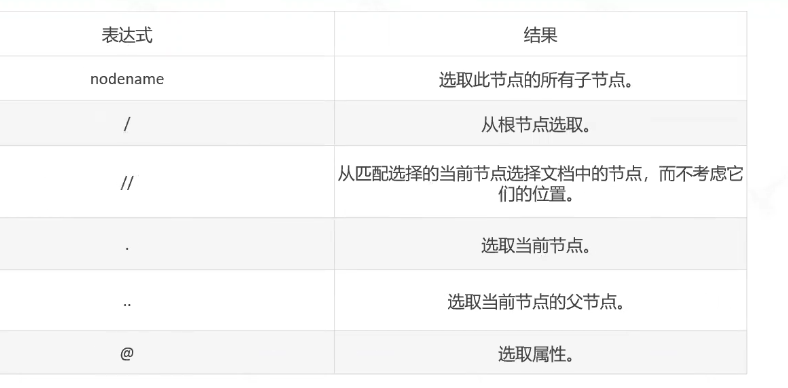 表达式 结果
nodename 选取此节点的所有子节点。
/ 从根节点选取。
// 从匹配选择的当前节点选择文档中的节点，而不考虑它
们的位置。
. 选取当前节点。
.. 选取当前节点的父节点。
@ 选取属性。